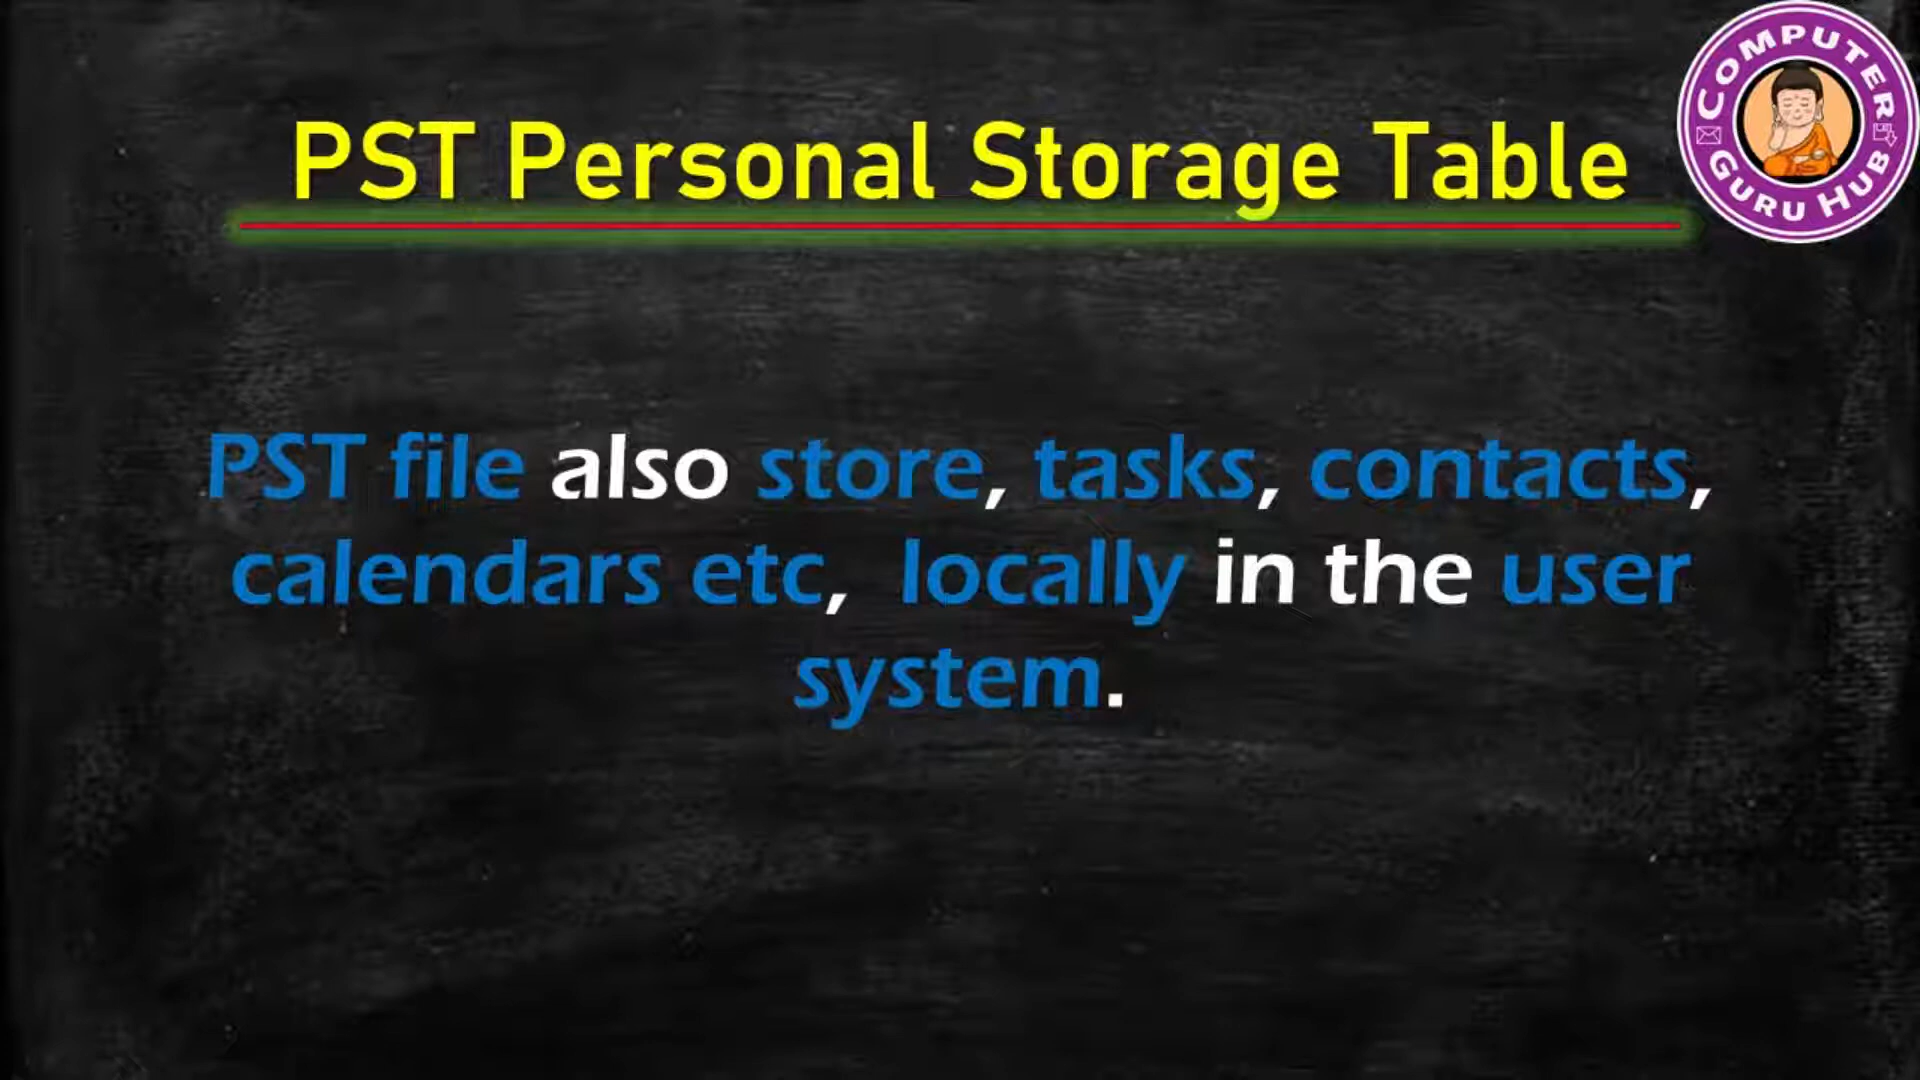 PST Personal Storage Table
COMPUTER
GURU HUB
PST file also store, tasks, contacts,
calendars etc, locally in the user
system.